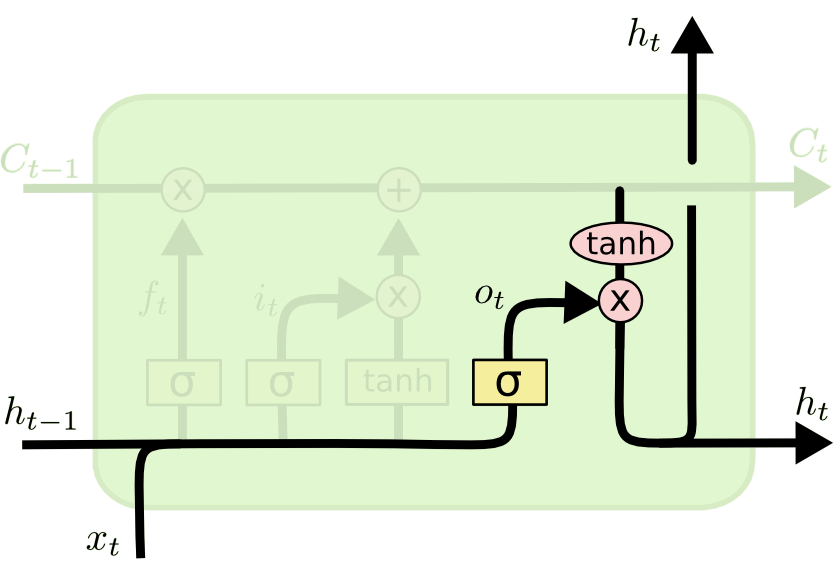 h_t
C_{t-1}
C_t
x
+
tanh
f_t
i_t
x
o_t
x
σ
σ
tanh
σ
h_{t-1}
h_t
x_t